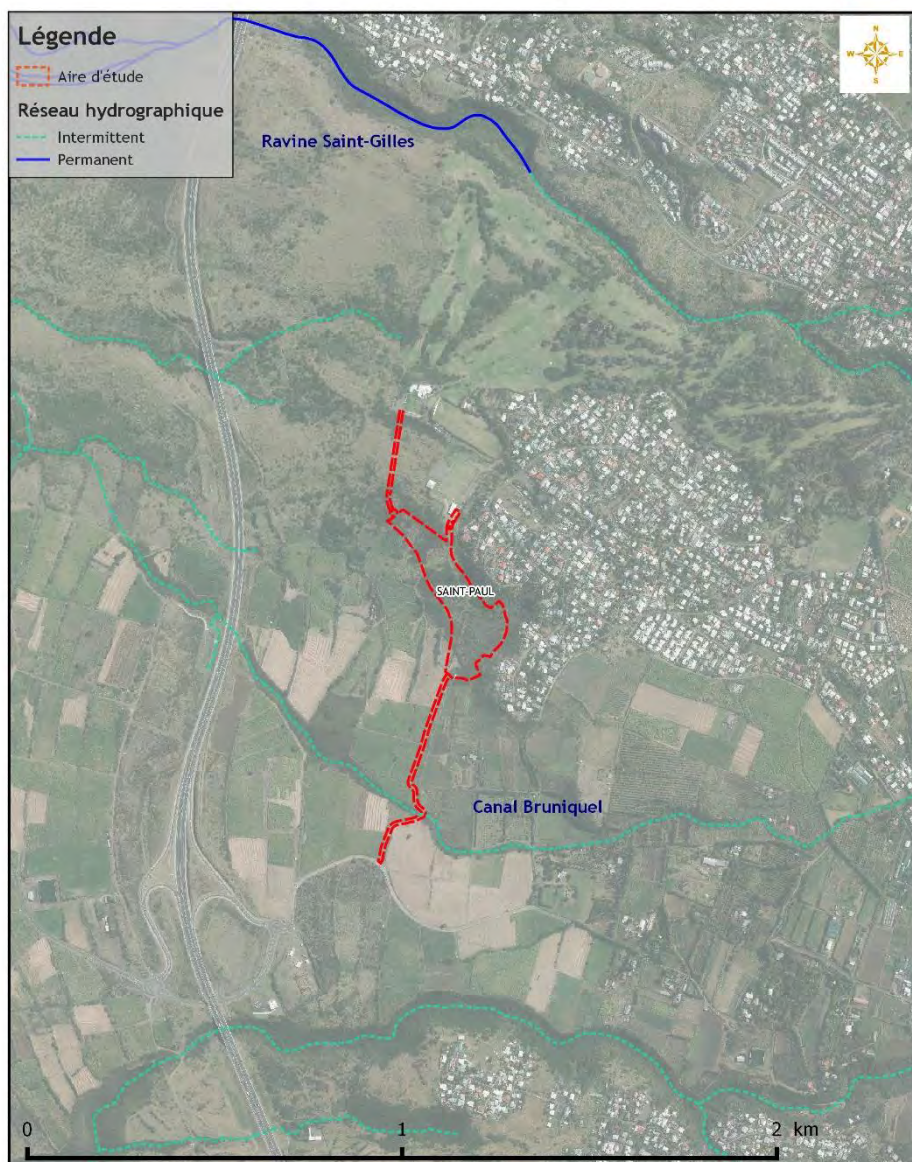 Légende
Aire d'étude
Réseau hydrographique
Intermittent
Permanent
N
W E
S
Ravine Saint-Gilles
SAINT-PAUL
Canal Bruniquel
0 1 2 km